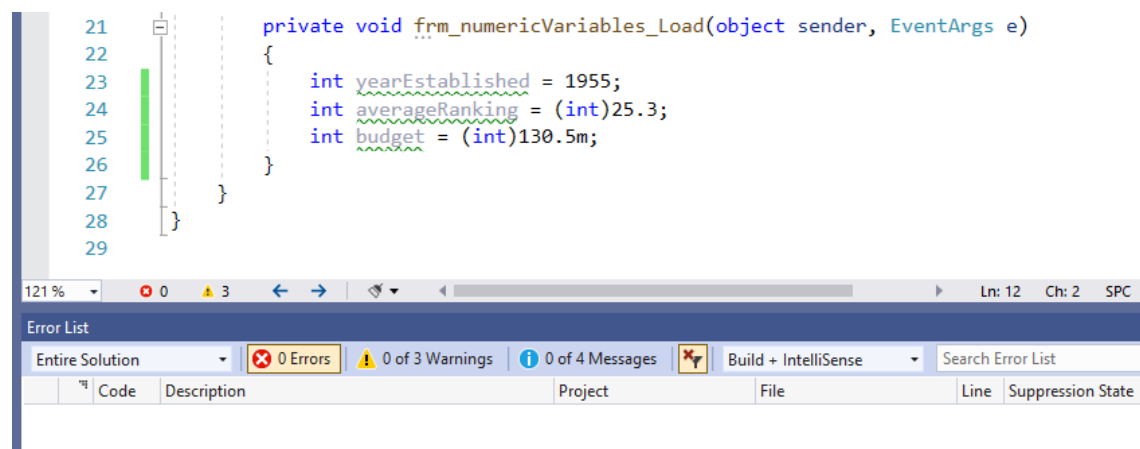 21 private void frm_numericVariables_Load(object sender, EventArgs e)
22 {
23 int yearEstablished = 1955;
24 int averageRanking = (int)25.3;
25 int budget = (int)130.5m;
26 }
27 }
28 }
29
121 % 0 3 Ln: 12 Ch: 2 SPC
Error List
Entire Solution 0 Errors 0 of 3 Warnings 0 of 4 Messages Build + IntelliSense Search Error List
Code Description Project File Line Suppression State